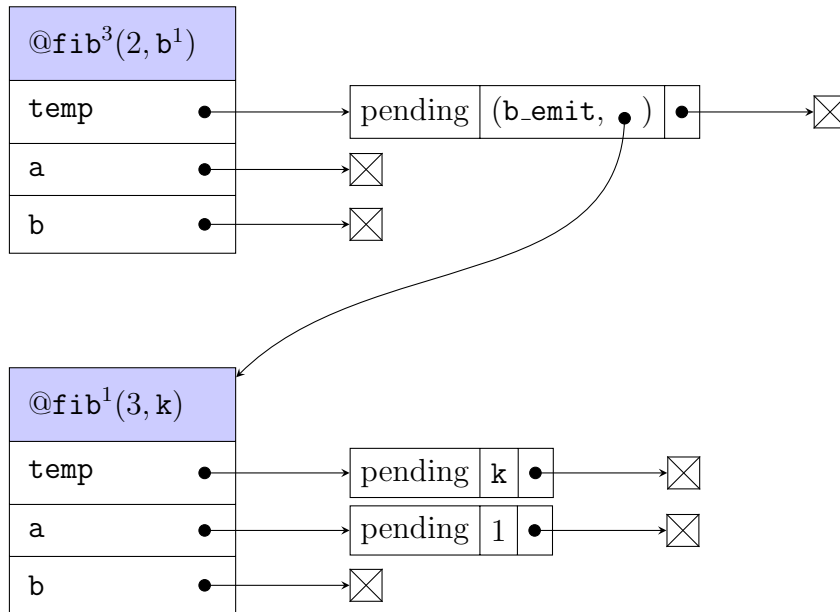 @fib³(2, b¹)
temp pending (b_emit, )
a
b
@fib¹(3, k)
temp pending k
a pending 1
b